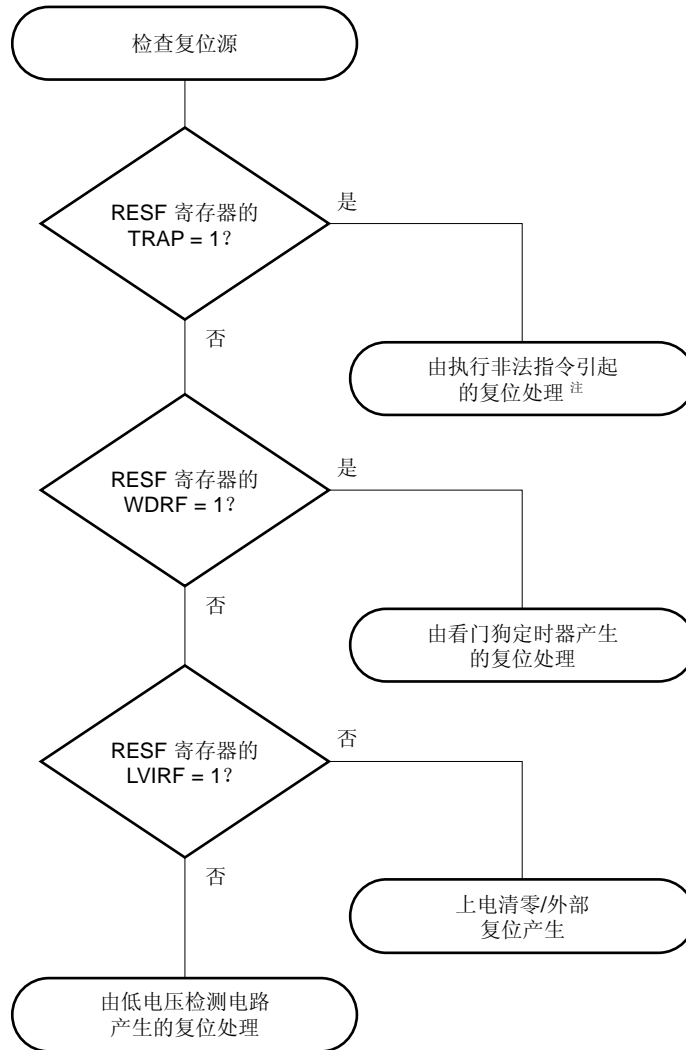 检查复位源
RESF 寄存器的
TRAP = 1？
是
否
由执行非法指令引起
的复位处理 注
RESF 寄存器的
WDRF = 1？
是
否
由看门狗定时器产生
的复位处理
RESF 寄存器的
LVIRF = 1？
否
否
上电清零/外部
复位产生
由低电压检测电路
产生的复位处理